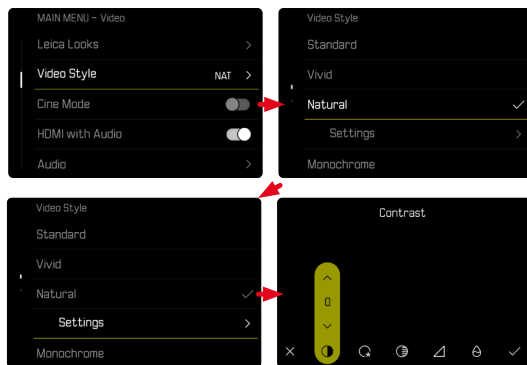 MAIN MENU – Video
Leica Looks
Video Style NAT
Cine Mode
HDMI with Audio
Audio
Video Style
Standard
Vivid
Natural
Settings
Monochrome
Video Style
Standard
Vivid
Natural
Settings
Monochrome
Contrast
0